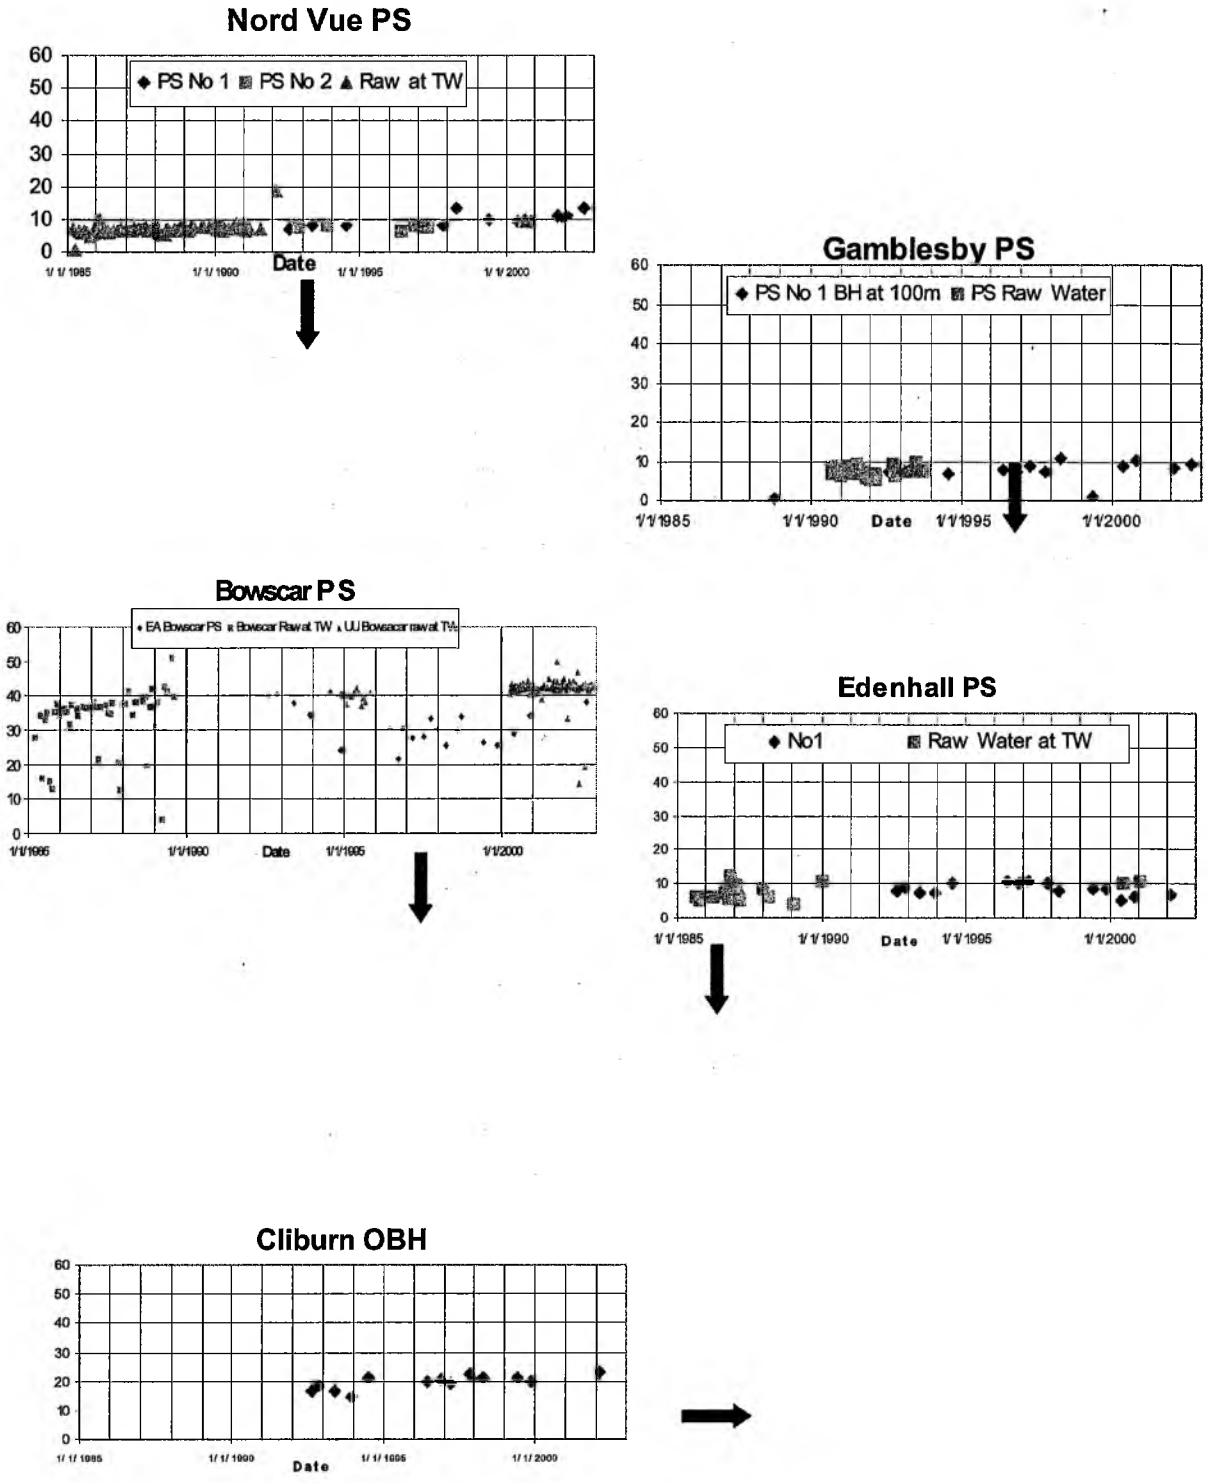 Nord Vue PS
60
PS No 1 PS No 2 Raw at TW
50
40
30
20
10
0
1/1/1985 1/1/1990 Date 1/1/1995 1/1/2000
Gamblesby PS
60
PS No 1 BH at 100m PS Raw Water
50
40
30
20
10
0
1/1/1985 1/1/1990 Date 1/1/1995 1/1/2000
Bowscar PS
60
EA Bowscar PS Bowscar Raw at TW UU Bowsacar raw at TW
50
40
30
20
10
0
1/1/1985 1/1/1990 Date 1/1/1995 1/1/2000
Edenhall PS
60
No1 Raw Water at TW
50
40
30
20
10
0
1/1/1985 1/1/1990 Date 1/1/1995 1/1/2000
Cliburn OBH
60
50
40
30
20
10
0
1/1/1985 1/1/1990 Date 1/1/1995 1/1/2000